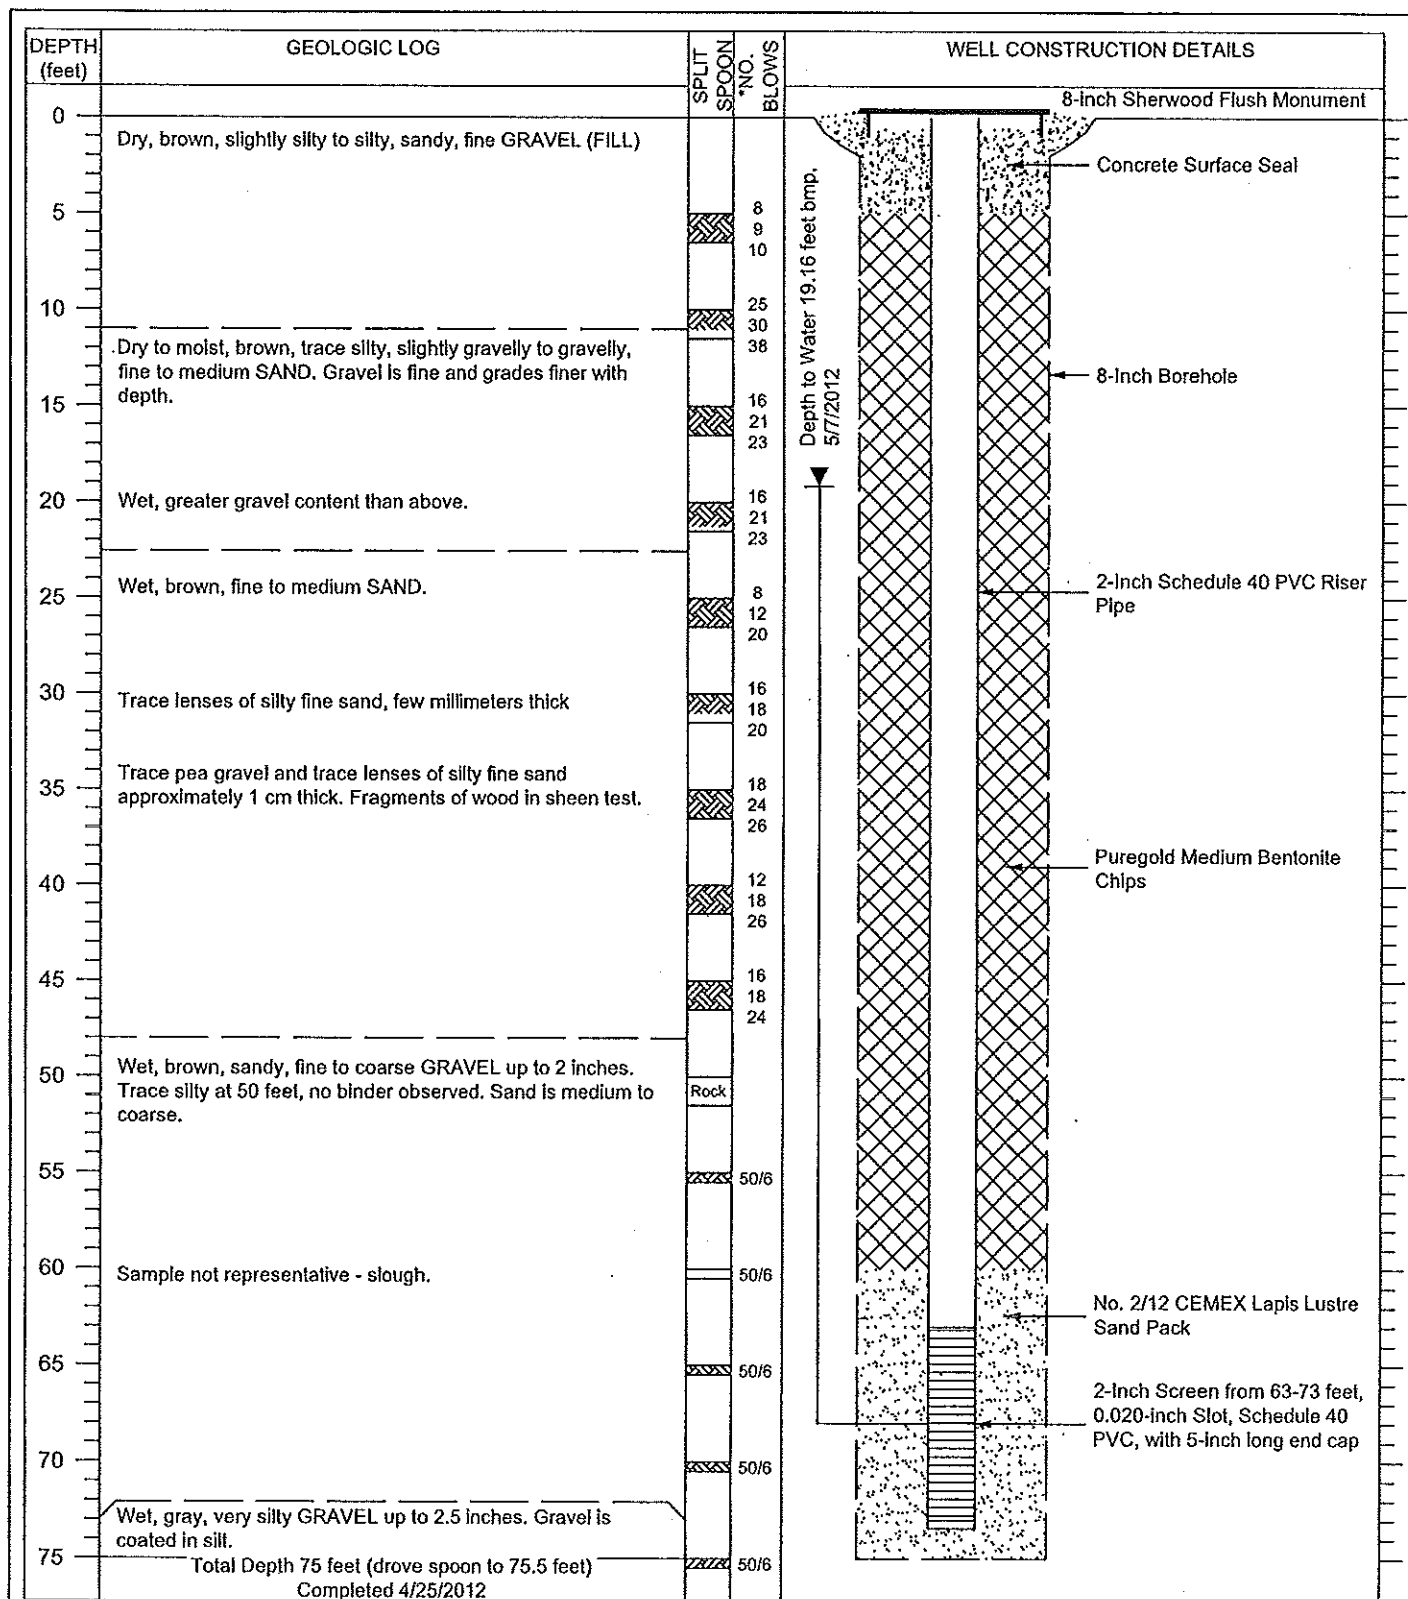 DEPTH
(feet)
GEOLOGIC LOG
SPLIT
SPOON
*NO.
BLOWS
WELL CONSTRUCTION DETAILS
8-Inch Sherwood Flush Monument
0
Dry, brown, slightly silty to silty, sandy, fine GRAVEL (FILL)
Concrete Surface Seal
5
8
9
10
10
25
30
38
Dry to moist, brown, trace silty, slightly gravelly to gravelly,
fine to medium SAND. Gravel is fine and grades finer with
depth.
Depth to Water 19.16 feet bmp,
5/7/2012
8-Inch Borehole
15
16
21
23
20
Wet, greater gravel content than above.
16
21
23
25
Wet, brown, fine to medium SAND.
8
12
20
2-Inch Schedule 40 PVC Riser
Pipe
30
Trace lenses of silty fine sand, few millimeters thick
16
18
20
Trace pea gravel and trace lenses of silty fine sand
approximately 1 cm thick. Fragments of wood in sheen test.
35
18
24
26
Puregold Medium Bentonite
Chips
40
12
18
26
45
16
18
24
50
Wet, brown, sandy, fine to coarse GRAVEL up to 2 inches.
Trace silty at 50 feet, no binder observed. Sand is medium to
coarse.
Rock
55
50/6
60
Sample not representative - slough.
50/6
No. 2/12 CEMEX Lapis Lustre
Sand Pack
65
50/6
2-Inch Screen from 63-73 feet,
0.020-inch Slot, Schedule 40
PVC, with 5-inch long end cap
70
50/6
Wet, gray, very silty GRAVEL up to 2.5 inches. Gravel is
coated in silt.
75
Total Depth 75 feet (drove spoon to 75.5 feet)
50/6
Completed 4/25/2012